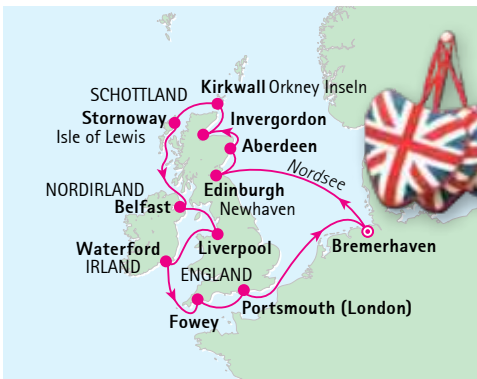 SCHOTTLAND
Kirkwall Orkney Inseln
Stornoway
Isle of Lewis
Invergordon
Aberdeen
Nordsee
Edinburgh
Newhaven
NORDIRLAND
Belfast
Waterford
IRLAND
Liverpool
Bremerhaven
ENGLAND
Portsmouth (London)
Fowey